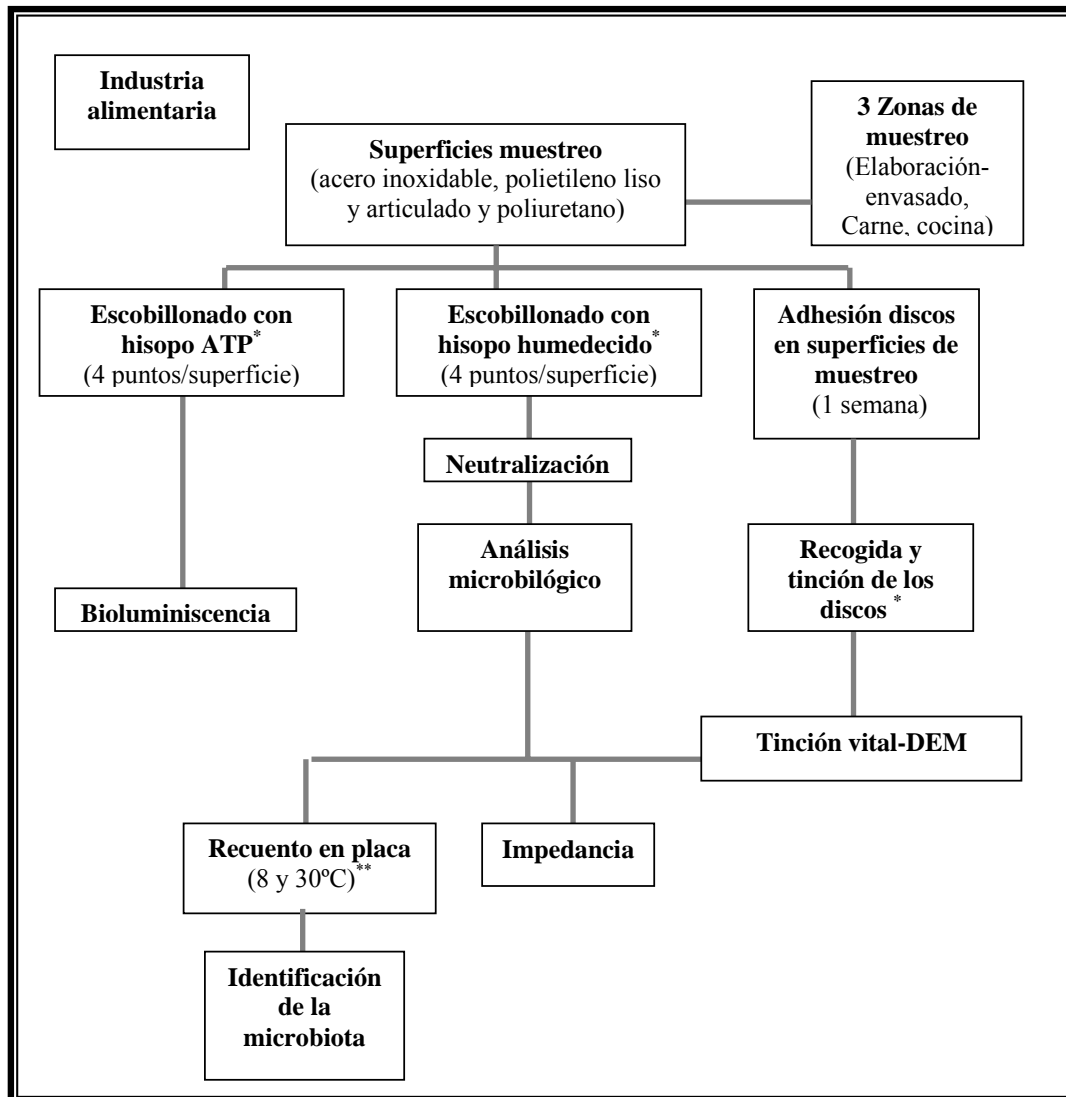 Industria
alimentaria
3 Zonas de
muestreo
(Elaboración-
envasado,
Carne, cocina)
Superficies muestreo
(acero inoxidable, polietileno liso
y articulado y poliuretano)
Escobillonado con
hisopo ATP*
(4 puntos/superficie)
Escobillonado con
hisopo humedecido*
(4 puntos/superficie)
Adhesión discos
en superficies de
muestreo
(1 semana)
Neutralización
Análisis
microbilógico
Recogida y
tinción de los
discos *
Bioluminiscencia
Tinción vital-DEM
Recuento en placa
(8 y 30ºC)**
Impedancia
Identificación
de la
microbiota